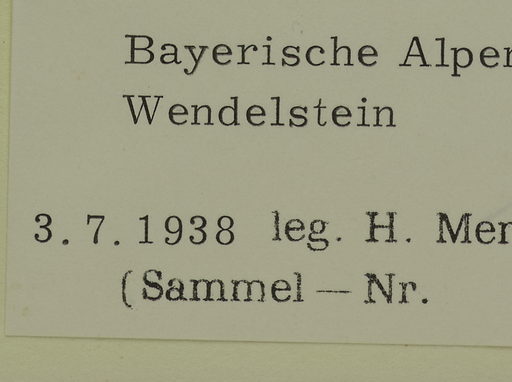 Bayerische Alpen
Wendelstein
3.7.1938 leg. H. Mer
(Sammel — Nr.